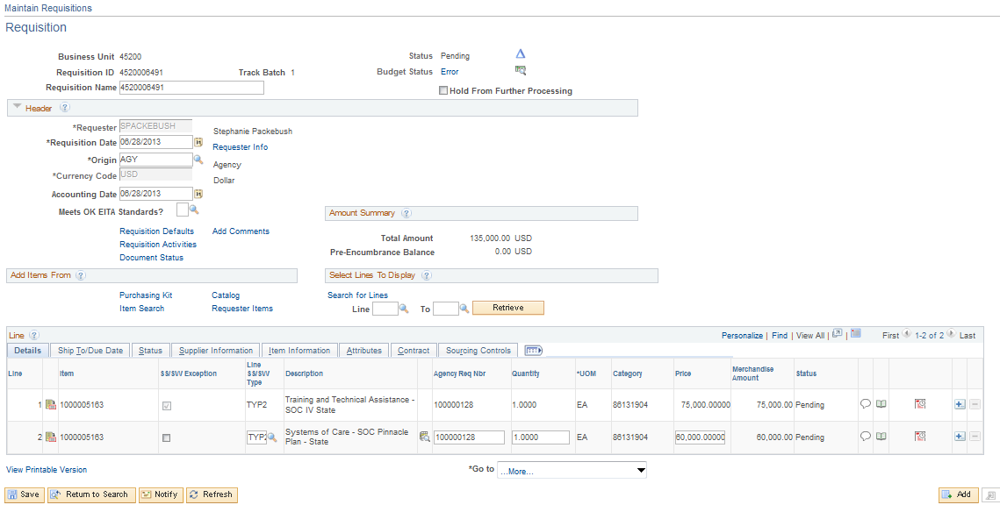 Maintain Requisitions
Requisition
Business Unit 45200 Status Pending
Requisition ID 4520006491 Track Batch 1 Budget Status Error
Requisition Name 4520006491 Hold From Further Processing
Header
*Requester SPACKEBUSH Stephanie Packebush
*Requisition Date 06/28/2013 Requester Info
*Origin AGY Agency
*Currency Code USD Dollar
Accounting Date 06/28/2013
Meets OK EITA Standards?
Amount Summary
Requisition Defaults Add Comments
Total Amount 135,000.00 USD
Requisition Activities
Pre-Encumbrance Balance 0.00 USD
Document Status
Add Items From Select Lines To Display
Purchasing Kit Catalog Search for Lines
Item Search Requester Items Line To Retrieve
Line Personalize | Find | View All | | First 1-2 of 2 Last
Details Ship To/Due Date Status Supplier Information Item Information Attributes Contract Sourcing Controls
Line Item SS/SW Exception Line SS/SW Type Description Agency Req Nbr Quantity *UOM Category Price Merchandise Amount Status
1 1000005163 TYP2 Training and Technical Assistance - SOC IV State 100000128 1.0000 EA 86131904 75,000.00000 75,000.00 Pending
2 1000005163 TYP2 Systems of Care - SOC Pinnacle Plan - State 100000128 1.0000 EA 86131904 60,000.00000 60,000.00 Pending
View Printable Version *Go to ...More...
Save Return to Search Notify Refresh Add